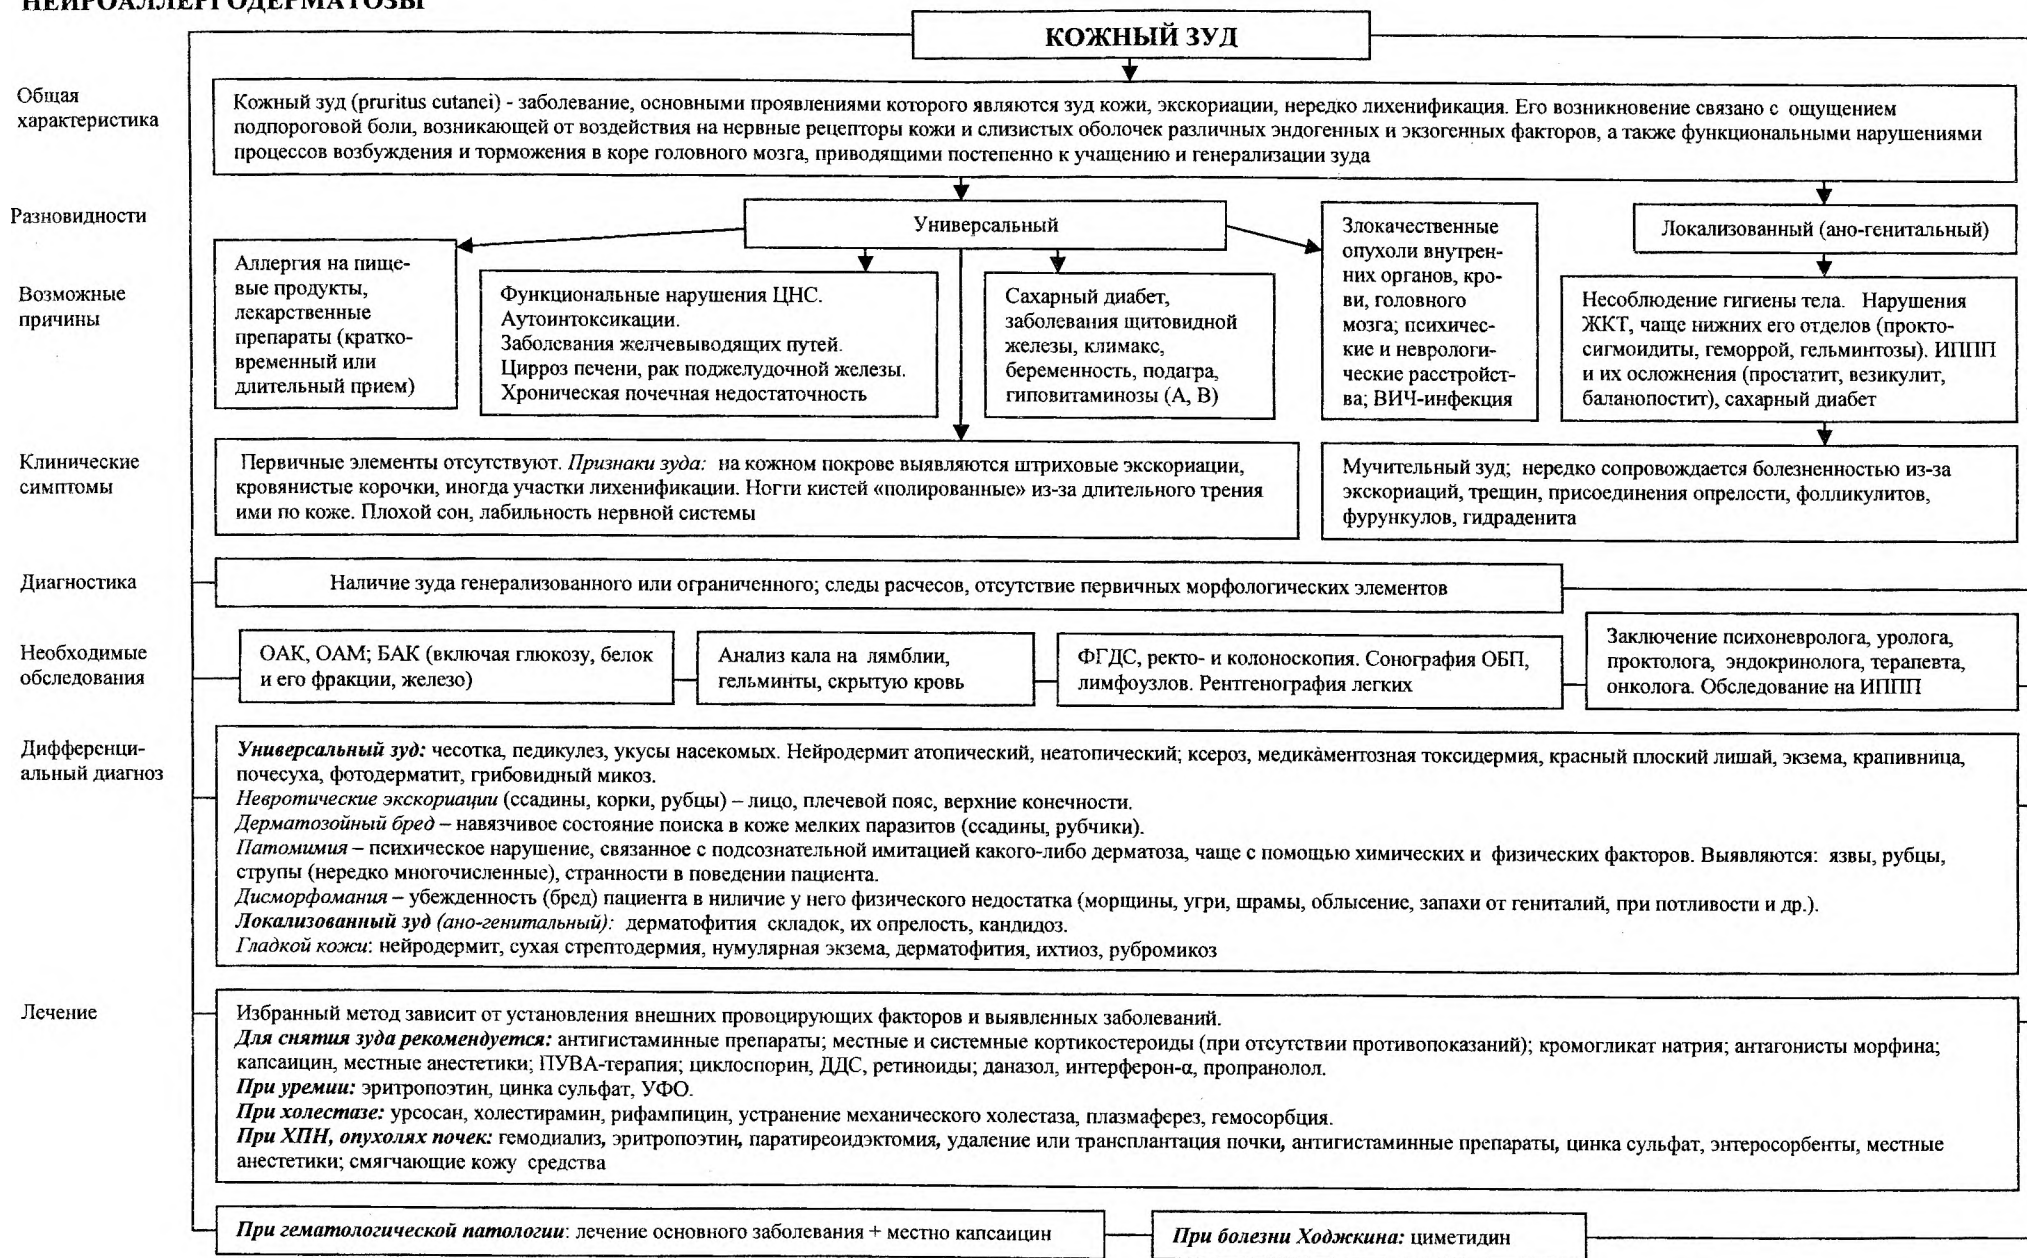 НЕЙРОАЛЛЕРГОДЕРМАТОЗЫ
КОЖНЫЙ ЗУД
Общая
характеристика
Кожный зуд (pruritus cutanei) - заболевание, основными проявлениями которого являются зуд кожи, экскориации, нередко лихенификация. Его возникновение связано с ощущением
подпороговой боли, возникающей от воздействия на нервные рецепторы кожи и слизистых оболочек различных эндогенных и экзогенных факторов, а также функциональными нарушениями
процессов возбуждения и торможения в коре головного мозга, приводящими постепенно к учащению и генерализации зуда
Разновидности
Универсальный
Локализованный (ано-генитальный)
Возможные
причины
Аллергия на пище-
вые продукты,
лекарственные
препараты (кратко-
временный или
длительный прием)
Функциональные нарушения ЦНС.
Аутоинтоксикации.
Заболевания желчевыводящих путей.
Цирроз печени, рак поджелудочной железы.
Хроническая почечная недостаточность
Сахарный диабет,
заболевания щитовидной
железы, климакс,
беременность, подагра,
гиповитаминозы (А, В)
Злокачественные
опухоли внутрен-
них органов, кро-
ви, головного
мозга; психичес-
кие и неврологи-
ческие расстройст-
ва; ВИЧ-инфекция
Несоблюдение гигиены тела. Нарушения
ЖКТ, чаще нижних его отделов (прокто-
сигмоидиты, геморрой, гельминтозы). ИППП
и их осложнения (простатит, везикулит,
баланопостит), сахарный диабет
Клинические
симптомы
Первичные элементы отсутствуют. Признаки зуда: на кожном покрове выявляются штриховые экскориации,
кровянистые корочки, иногда участки лихенификации. Ногти кистей «полированные» из-за длительного трения
ими по коже. Плохой сон, лабильность нервной системы
Мучительный зуд; нередко сопровождается болезненностью из-за
экскориаций, трещин, присоединения опрелости, фолликулитов,
фурункулов, гидраденита
Диагностика
Наличие зуда генерализованного или ограниченного; следы расчесов, отсутствие первичных морфологических элементов
Необходимые
обследования
ОАК, ОАМ; БАК (включая глюкозу, белок
и его фракции, железо)
Анализ кала на лямблии,
гельминты, скрытую кровь
ФГДС, ректо- и колоноскопия. Сонография ОБП,
лимфоузлов. Рентгенография легких
Заключение психоневролога, уролога,
проктолога, эндокринолога, терапевта,
онколога. Обследование на ИППП
Дифференци-
альный диагноз
Универсальный зуд: чесотка, педикулез, укусы насекомых. Нейродермит атопический, неатопический; ксероз, медикаментозная токсидермия, красный плоский лишай, экзема, крапивница,
почесуха, фотодерматит, грибовидный микоз.
Невротические экскориации (ссадины, корки, рубцы) – лицо, плечевой пояс, верхние конечности.
Дерматозойный бред – навязчивое состояние поиска в коже мелких паразитов (ссадины, рубчики).
Патомимия – психическое нарушение, связанное с подсознательной имитацией какого-либо дерматоза, чаще с помощью химических и физических факторов. Выявляются: язвы, рубцы,
струпы (нередко многочисленные), странности в поведении пациента.
Дисморфомания – убежденность (бред) пациента в ниличие у него физического недостатка (морщины, угри, шрамы, облысение, запахи от гениталий, при потливости и др.).
Локализованный зуд (ано-генитальный): дерматофития складок, их опрелость, кандидоз.
Гладкой кожи: нейродермит, сухая стрептодермия, нумулярная экзема, дерматофития, ихтиоз, рубромикоз
Лечение
Избранный метод зависит от установления внешних провоцирующих факторов и выявленных заболеваний.
Для снятия зуда рекомендуется: антигистаминные препараты; местные и системные кортикостероиды (при отсутствии противопоказаний); кромогликат натрия; антагонисты морфина;
капсаицин, местные анестетики; ПУВА-терапия; циклоспорин, ДДС, ретиноиды; даназол, интерферон-α, пропранолол.
При уремии: эритропоэтин, цинка сульфат, УФО.
При холестазе: урсосан, холестирамин, рифампицин, устранение механического холестаза, плазмаферез, гемосорбция.
При ХПН, опухолях почек: гемодиализ, эритропоэтин, паратиреоидэктомия, удаление или трансплантация почки, антигистаминные препараты, цинка сульфат, энтеросорбенты, местные
анестетики; смягчающие кожу средства
При гематологической патологии: лечение основного заболевания + местно капсаицин
При болезни Ходжкина: циметидин